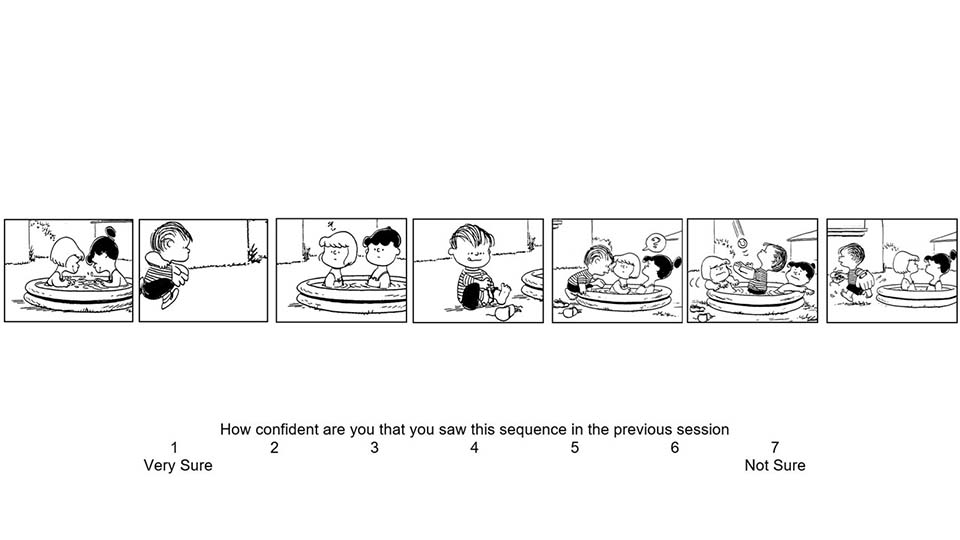 How confident are you that you saw this sequence in the previous session
1 2 3 4 5 6 7
Very Sure Not Sure